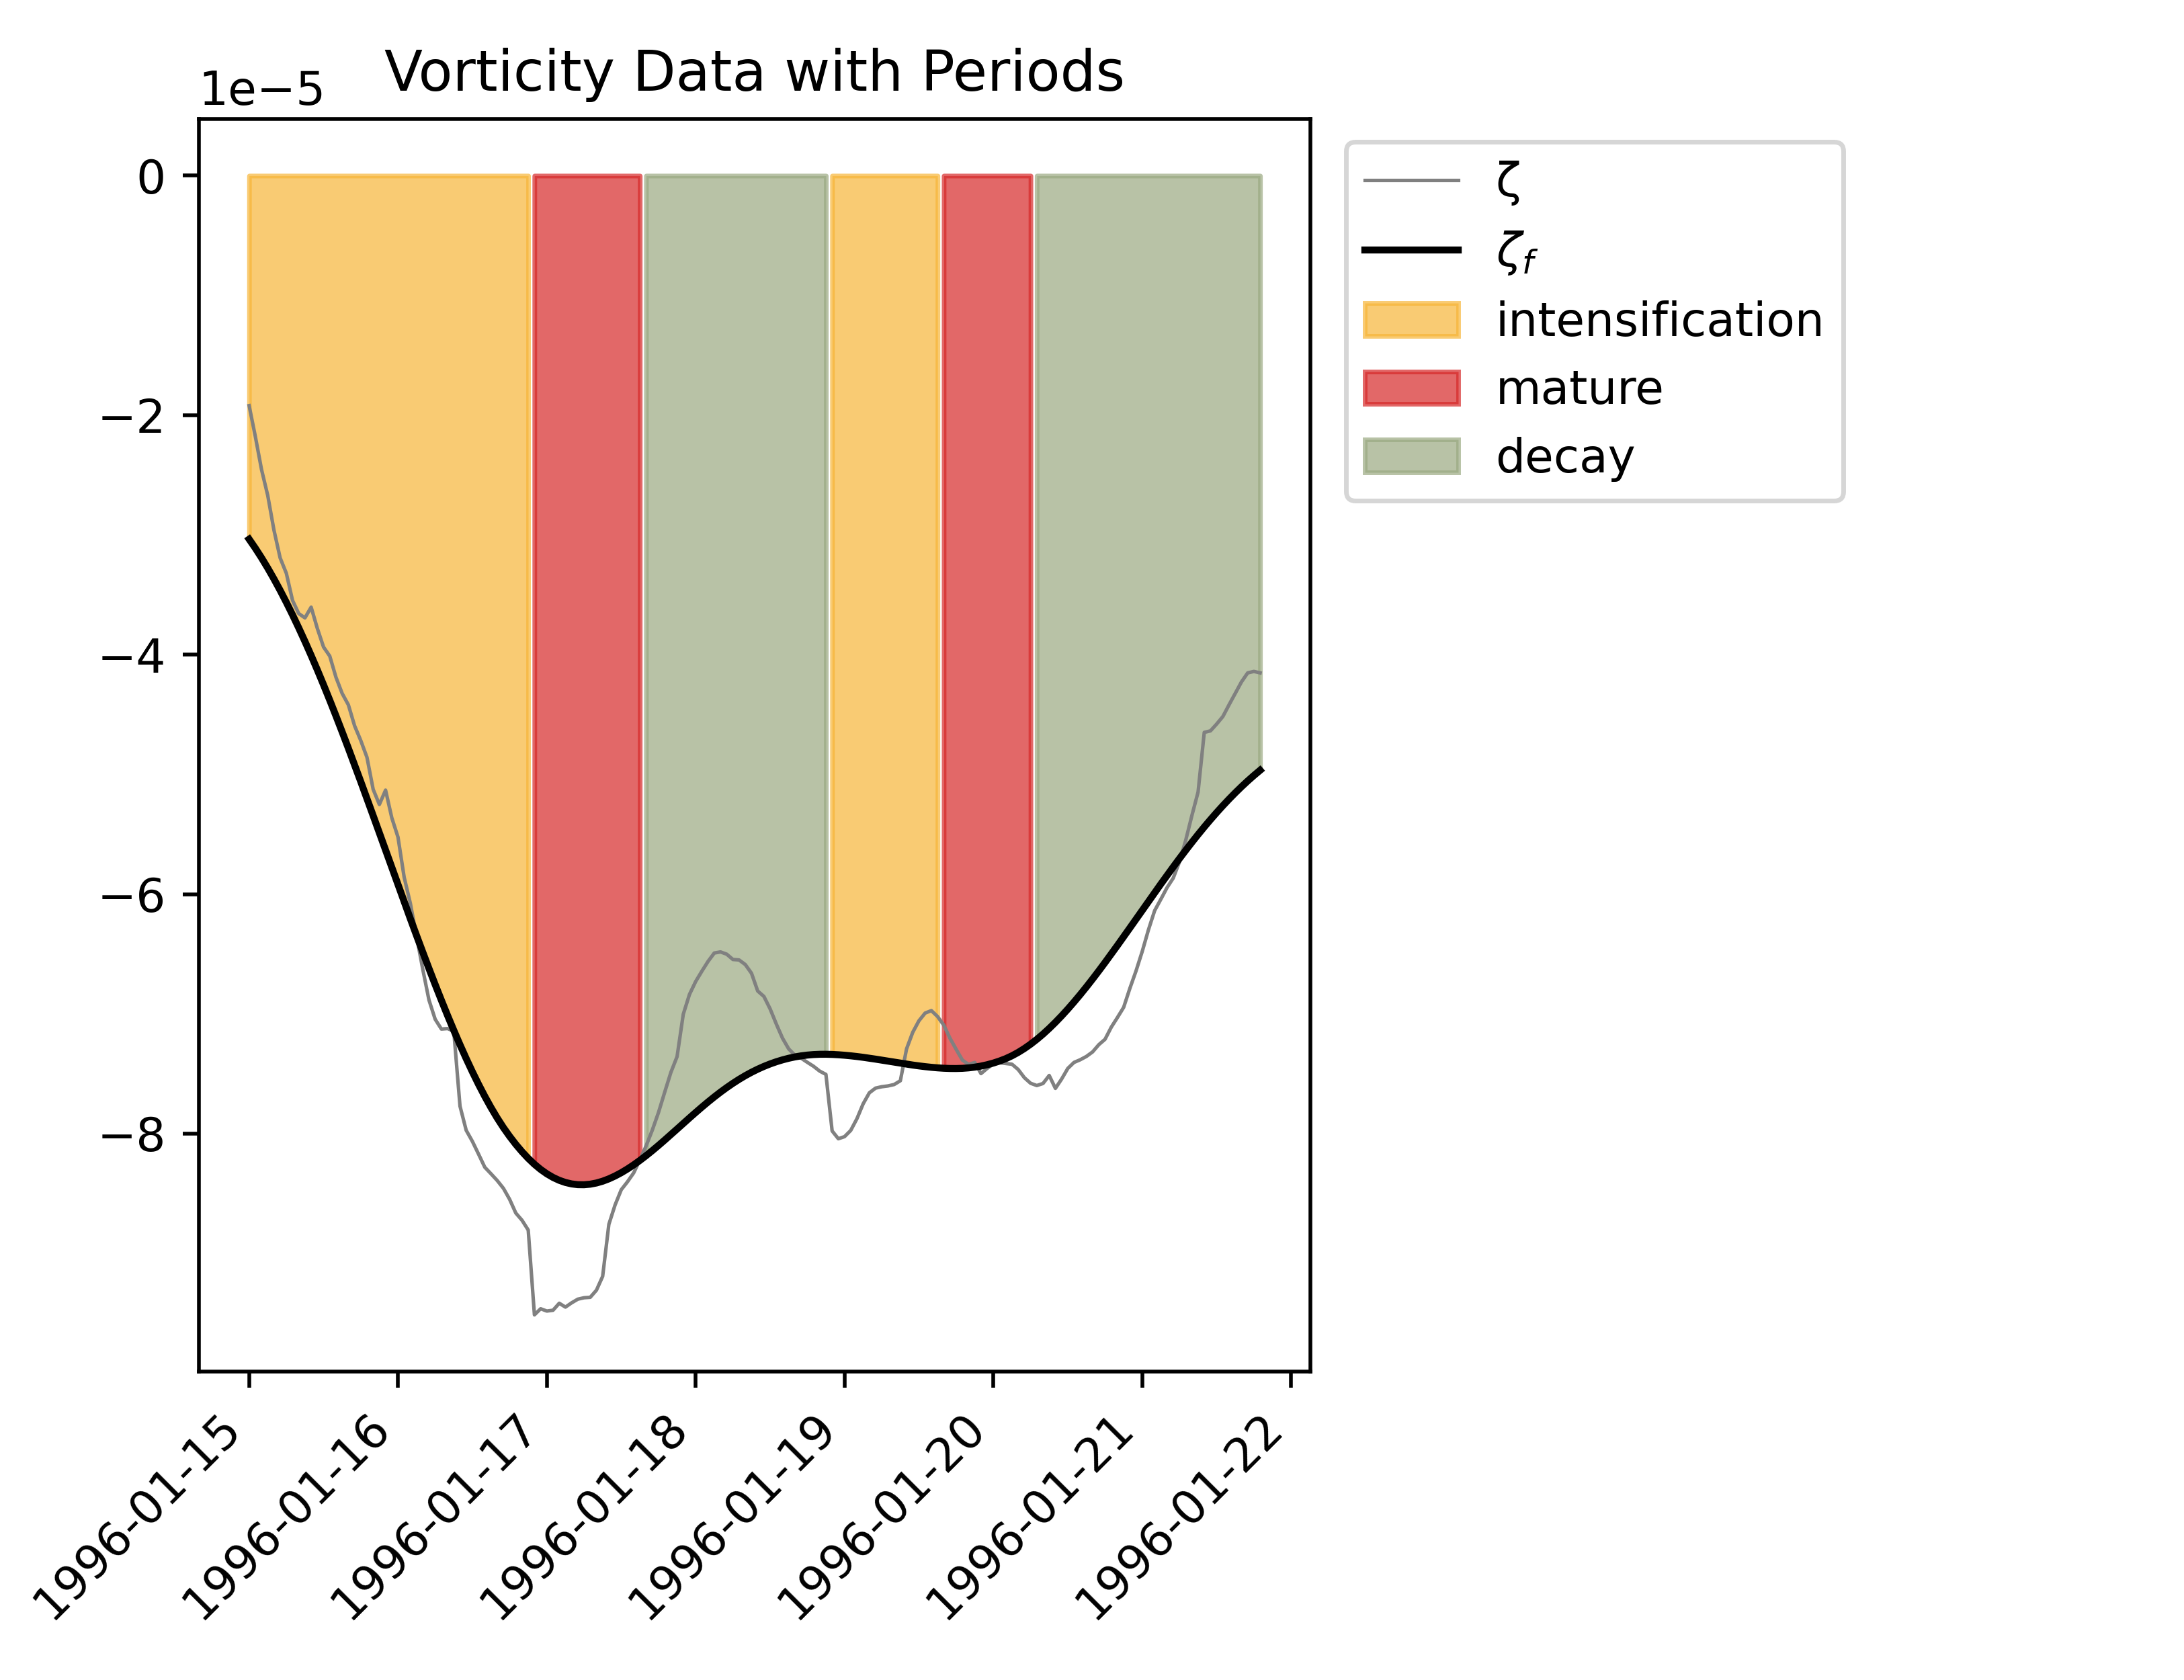 Vorticity Data with Periods
1e−5
0
−2
−4
−6
−8
1996-01-15
1996-01-16
1996-01-17
1996-01-18
1996-01-19
1996-01-20
1996-01-21
1996-01-22
ζ
ζf
intensification
mature
decay